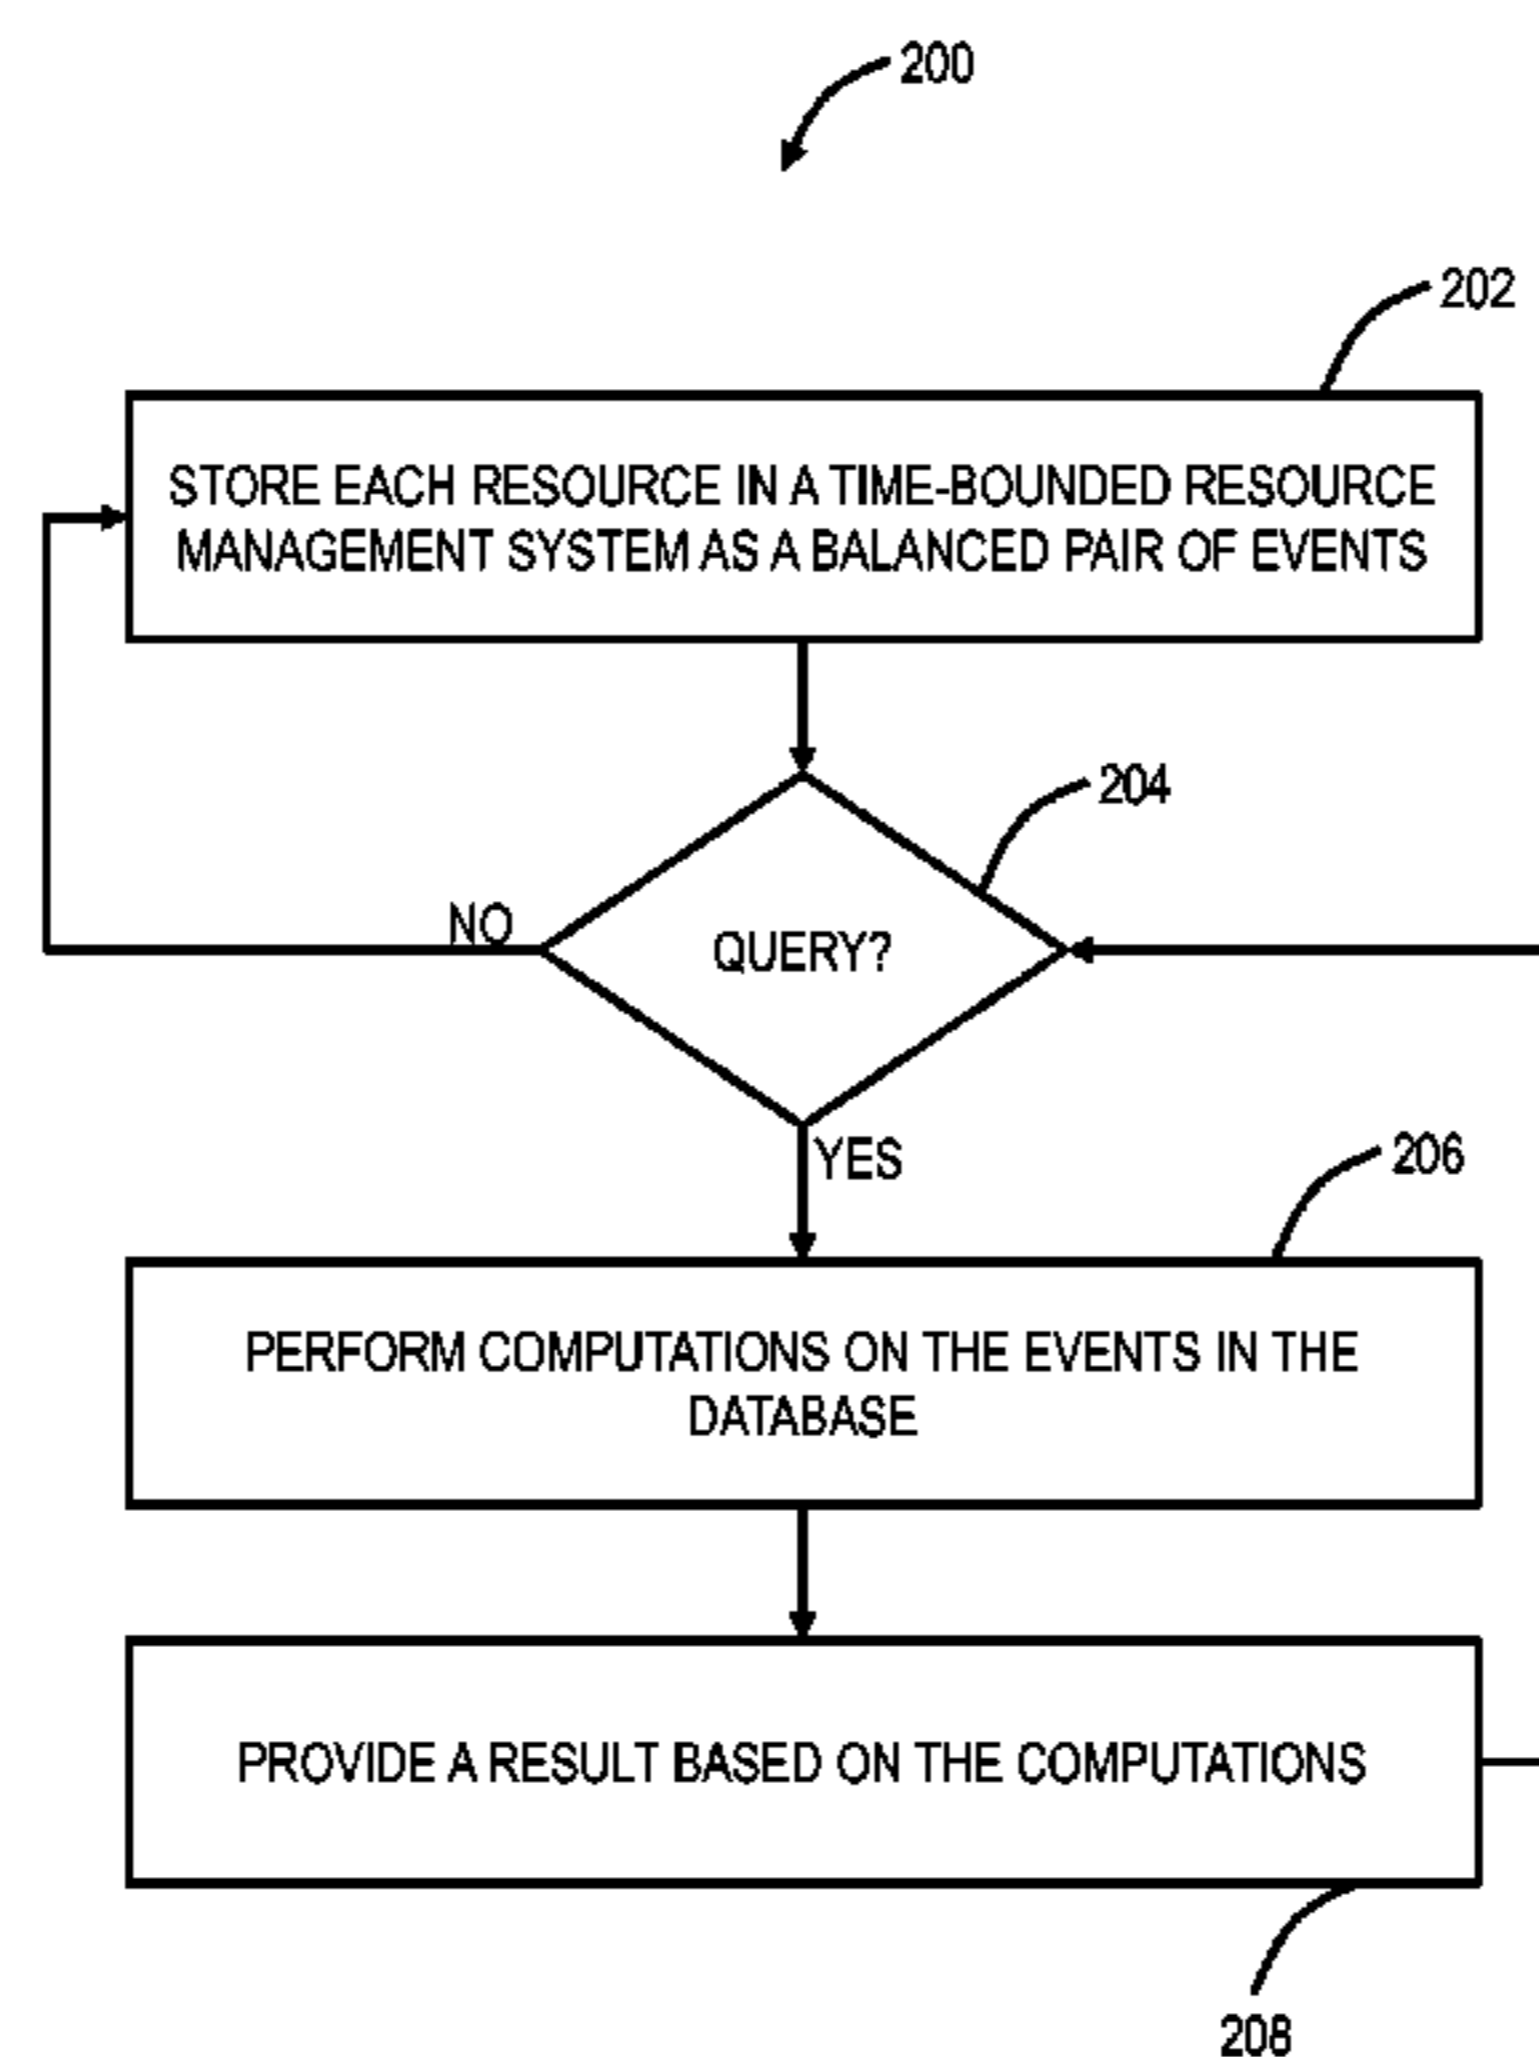 200
202
STORE EACH RESOURCE IN A TIME-BOUNDED RESOURCE
MANAGEMENT SYSTEM AS A BALANCED PAIR OF EVENTS
204
NO
QUERY?
YES
206
PERFORM COMPUTATIONS ON THE EVENTS IN THE
DATABASE
PROVIDE A RESULT BASED ON THE COMPUTATIONS
208